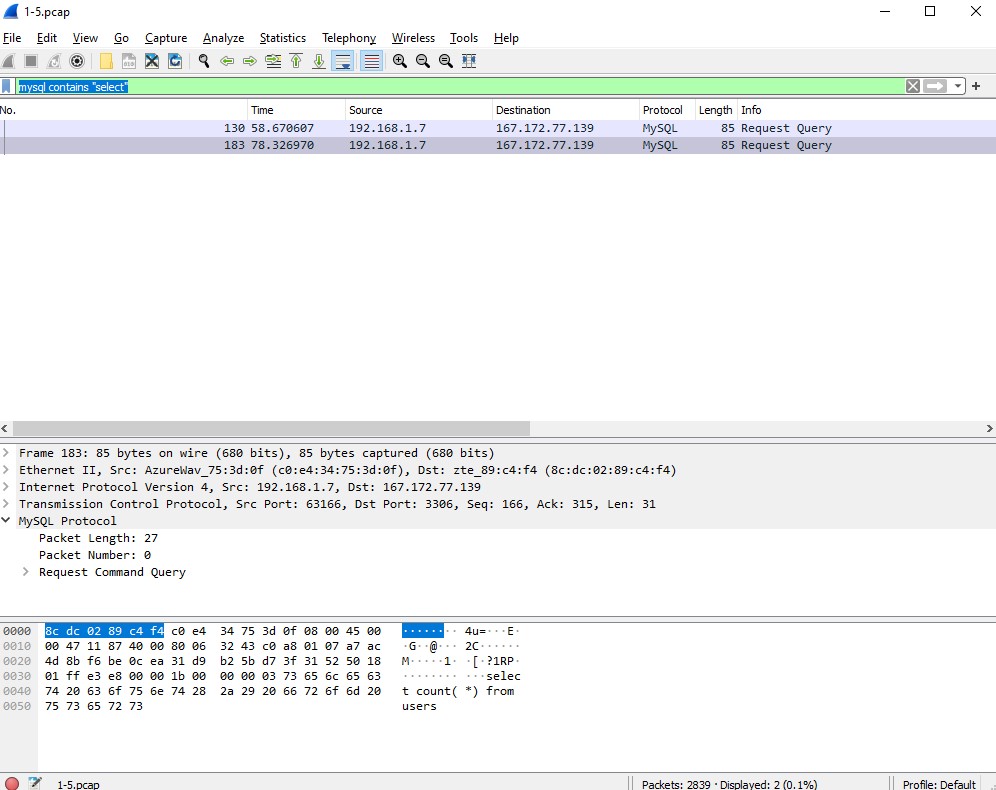 1-5.pcap
File Edit View Go Capture Analyze Statistics Telephony Wireless Tools Help
mysql contains "select"
No. Time Source Destination Protocol Length Info
130 58.670607 192.168.1.7 167.172.77.139 MySQL 85 Request Query
183 78.326970 192.168.1.7 167.172.77.139 MySQL 85 Request Query
Frame 183: 85 bytes on wire (680 bits), 85 bytes captured (680 bits)
Ethernet II, Src: AzureWav_75:3d:0f (c0:e4:34:75:3d:0f), Dst: zte_89:c4:f4 (8c:dc:02:89:c4:f4)
Internet Protocol Version 4, Src: 192.168.1.7, Dst: 167.172.77.139
Transmission Control Protocol, Src Port: 63166, Dst Port: 3306, Seq: 166, Ack: 315, Len: 31
MySQL Protocol
Packet Length: 27
Packet Number: 0
Request Command Query
0000 8c dc 02 89 c4 f4 c0 e4 34 75 3d 0f 08 00 45 00 ········ 4u=···E·
0010 00 47 11 87 40 00 80 06 32 43 c0 a8 01 07 a7 ac ·G··@··· 2C······
0020 4d 8b f6 be 0c ea 31 d9 b2 5b d7 3f 31 52 50 18 M·····1· ·[·?1RP·
0030 01 ff e3 e8 00 00 1b 00 00 00 03 73 65 6c 65 63 ········ ···selec
0040 74 20 63 6f 75 6e 74 28 2a 29 20 66 72 6f 6d 20 t count( *) from
0050 75 73 65 72 73 users
1-5.pcap Packets: 2839 · Displayed: 2 (0.1%) Profile: Default